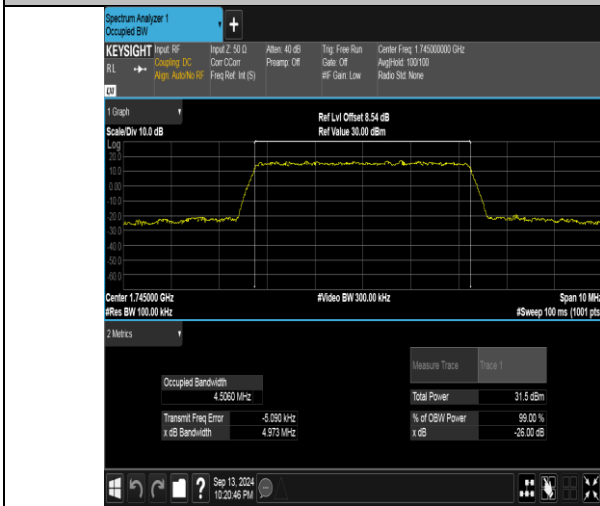 Spectrum Analyzer 1
Occupied BW
+
KEYSIGHT Input: RF Input Z: 50 Ω Atten: 40 dB Trig: Free Run Center Freq: 1.745000000 GHz
RL Coupling: DC Corr CCorr Preamp: Off Gate: Off Avg|Hold: 100/100
Align: Auto/No RF Freq Ref: Int (S) #IF Gain: Low Radio Std: None
1 Graph
Ref Lvl Offset 8.54 dB
Scale/Div 10.0 dB Ref Value 30.00 dBm
Log
20.0
10.0
0.00
-10.0
-20.0
-30.0
-40.0
-50.0
-60.0
Center 1.745000 GHz #Video BW 300.00 kHz Span 10 MHz
#Res BW 100.00 kHz #Sweep 100 ms (1001 pts
2 Metrics
Measure Trace Trace 1
Occupied Bandwidth
4.5060 MHz Total Power 31.5 dBm
Transmit Freq Error -5.090 kHz % of OBW Power 99.00 %
x dB Bandwidth 4.973 MHz x dB -26.00 dB
? Sep 13, 2024
10:20:46 PM